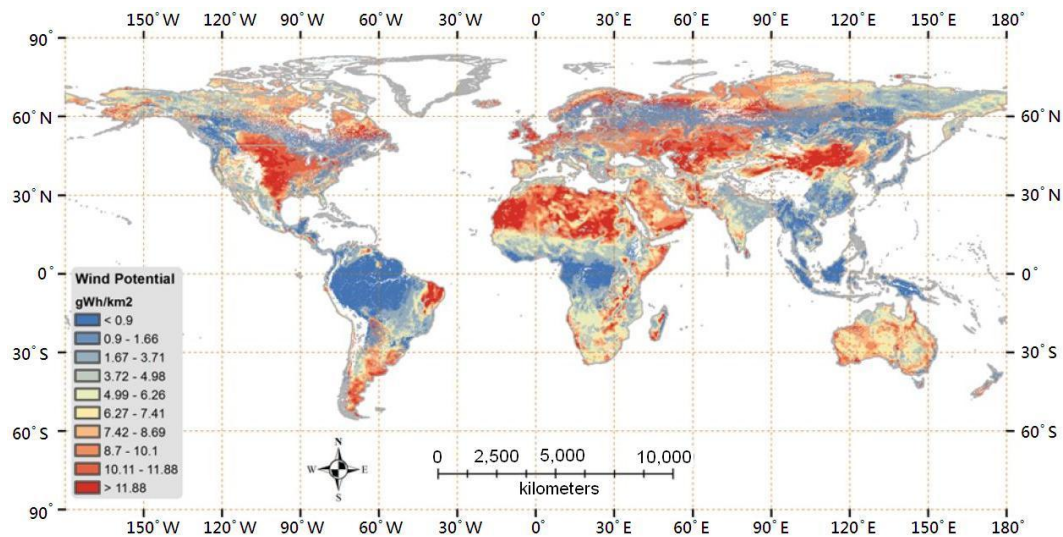 150°W 120°W 90°W 60°W 30°W 0° 30°E 60°E 90°E 120°E 150°E 180°
90° 90°
60°N 60°N
30°N 30°N
0° 0°
Wind Potential
gWh/km2
< 0.9
0.9 - 1.66
1.67 - 3.71
3.72 - 4.98
4.99 - 6.26
6.27 - 7.41
7.42 - 8.69
8.7 - 10.1
10.11 - 11.88
> 11.88
30°S 30°S
60°S 60°S
N
W E
S
0 2,500 5,000 10,000
kilometers
90° 90°
150°W 120°W 90°W 60°W 30°W 0° 30°E 60°E 90°E 120°E 150°E 180°